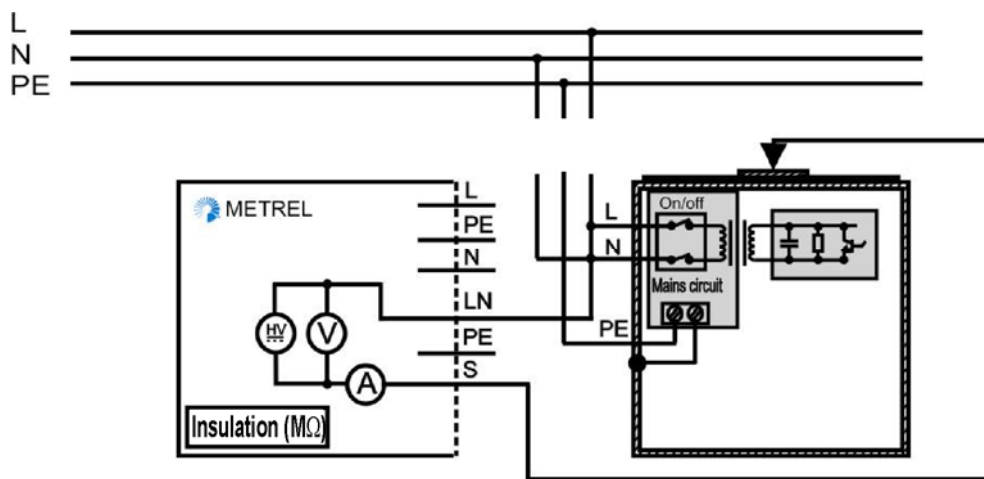 L
N
PE
METREL
L
PE
N
LN
PE
S
HV
V
A
Insulation (MΩ)
On/off
L
N
Mains circuit
PE